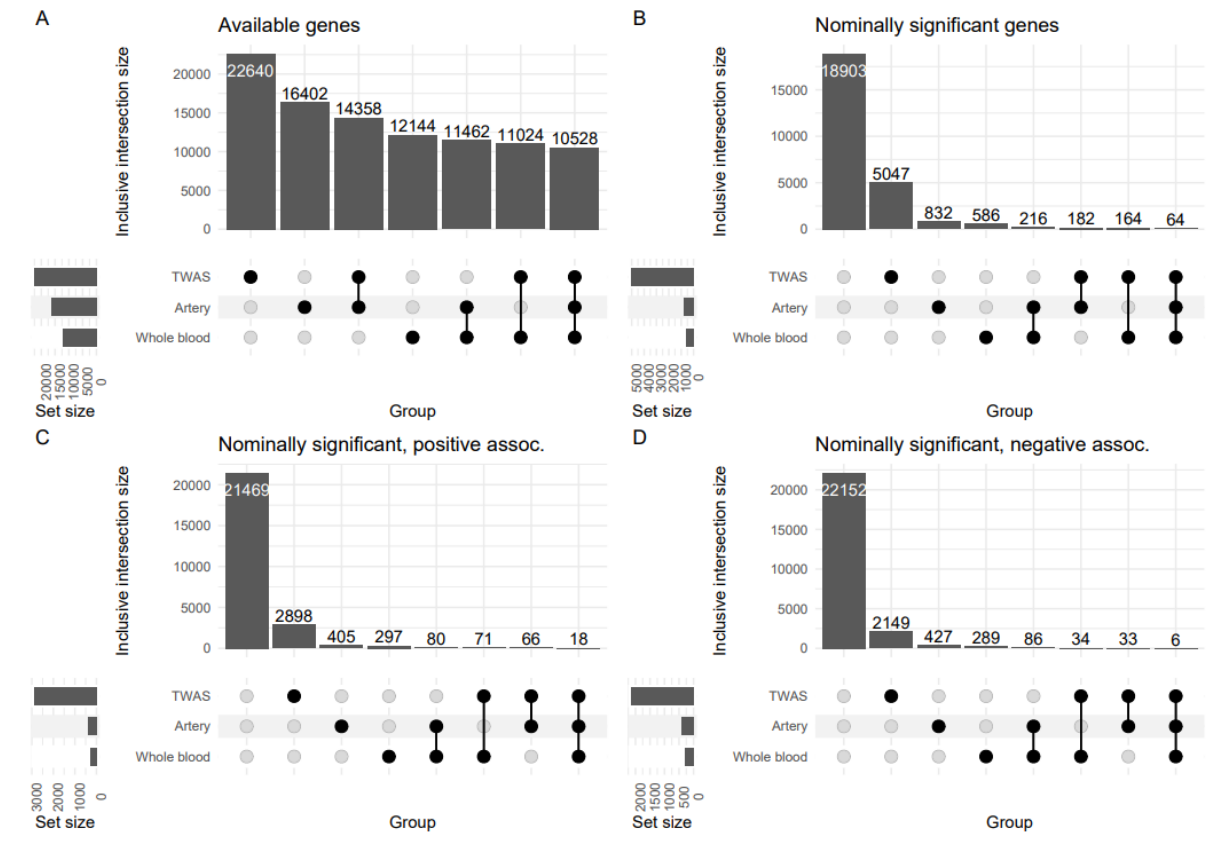 A
Available genes
Inclusive intersection size
20000
15000
10000
5000
0
22640
16402
14358
12144
11462
11024
10528
TWAS
Artery
Whole blood
20000
15000
10000
5000
0
Set size
Group
B
Nominally significant genes
Inclusive intersection size
15000
10000
5000
0
18903
5047
832
586
216
182
164
64
TWAS
Artery
Whole blood
5000
4000
3000
2000
1000
0
Set size
Group
C
Nominally significant, positive assoc.
Inclusive intersection size
20000
15000
10000
5000
0
21469
2898
405
297
80
71
66
18
TWAS
Artery
Whole blood
3000
2000
1000
0
Set size
Group
D
Nominally significant, negative assoc.
Inclusive intersection size
20000
15000
10000
5000
0
22152
2149
427
289
86
34
33
6
TWAS
Artery
Whole blood
2000
1500
1000
500
0
Set size
Group